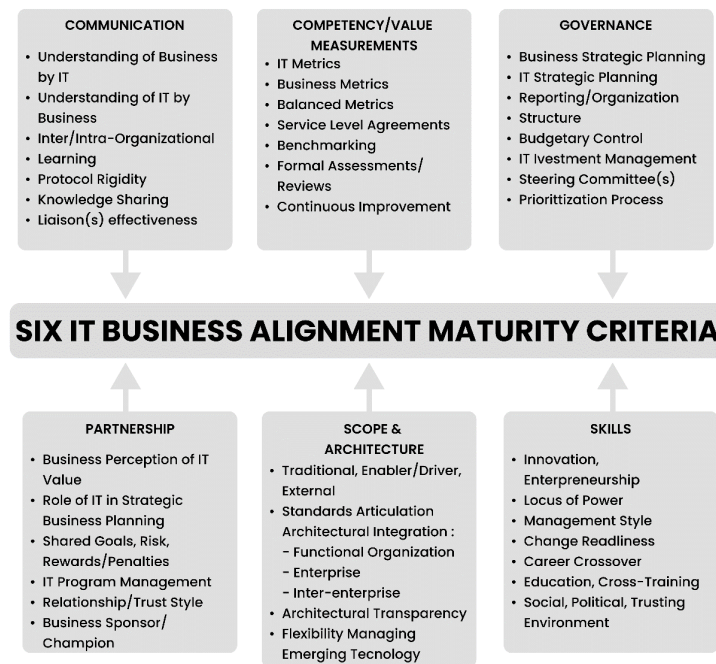 COMMUNICATION
• Understanding of Business
by IT
• Understanding of IT by
Business
• Inter/Intra-Organizational
• Learning
• Protocol Rigidity
• Knowledge Sharing
• Liaison(s) effectiveness
COMPETENCY/VALUE
MEASUREMENTS
• IT Metrics
• Business Metrics
• Balanced Metrics
• Service Level Agreements
• Benchmarking
• Formal Assessments/
Reviews
• Continuous Improvement
GOVERNANCE
• Business Strategic Planning
• IT Strategic Planning
• Reporting/Organization
• Structure
• Budgetary Control
• IT Ivestment Management
• Steering Committee(s)
• Priorittization Process
SIX IT BUSINESS ALIGNMENT MATURITY CRITERIA
PARTNERSHIP
• Business Perception of IT
Value
• Role of IT in Strategic
Business Planning
• Shared Goals, Risk,
Rewards/Penalties
• IT Program Management
• Relationship/Trust Style
• Business Sponsor/
Champion
SCOPE &
ARCHITECTURE
• Traditional, Enabler/Driver,
External
• Standards Articulation
Architectural Integration :
- Functional Organization
- Enterprise
- Inter-enterprise
• Architectural Transparency
• Flexibility Managing
Emerging Tecnology
SKILLS
• Innovation,
Enterpreneurship
• Locus of Power
• Management Style
• Change Readiness
• Career Crossover
• Education, Cross-Training
• Social, Political, Trusting
Environment